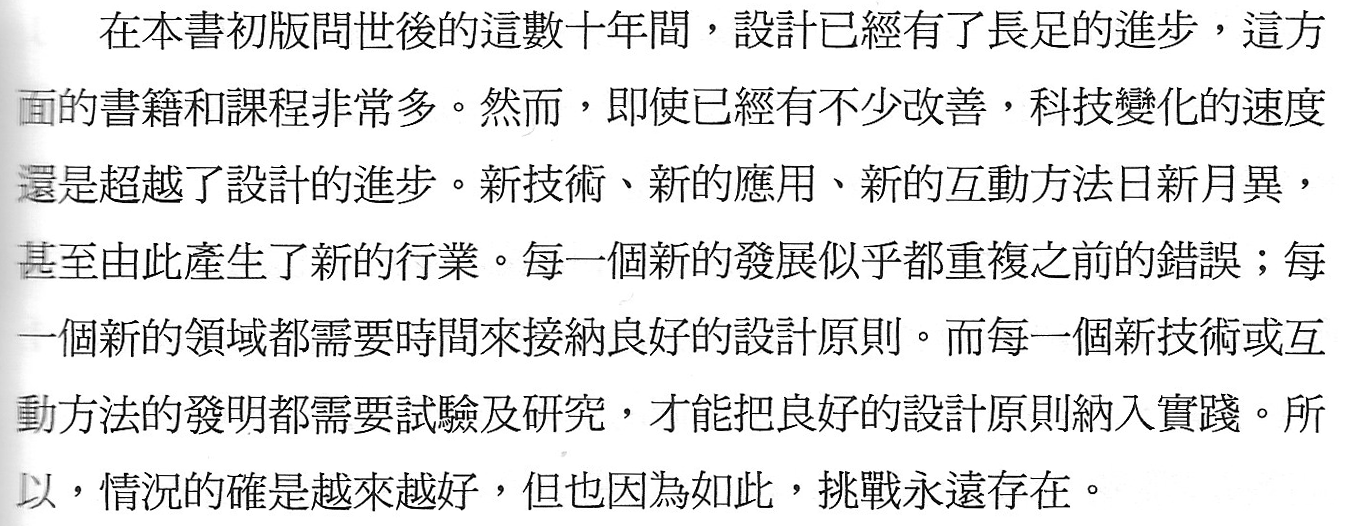 在本書初版問世後的這數十年間，設計已經有了長足的進步，這方
面的書籍和課程非常多。然而，即使已經有不少改善，科技變化的速度
還是超越了設計的進步。新技術、新的應用、新的互動方法日新月異，
甚至由此產生了新的行業。每一個新的發展似乎都重複之前的錯誤；每
一個新的領域都需要時間來接納良好的設計原則。而每一個新技術或互
動方法的發明都需要試驗及研究，才能把良好的設計原則納入實踐。所
以，情況的確是越來越好，但也因為如此，挑戰永遠存在。